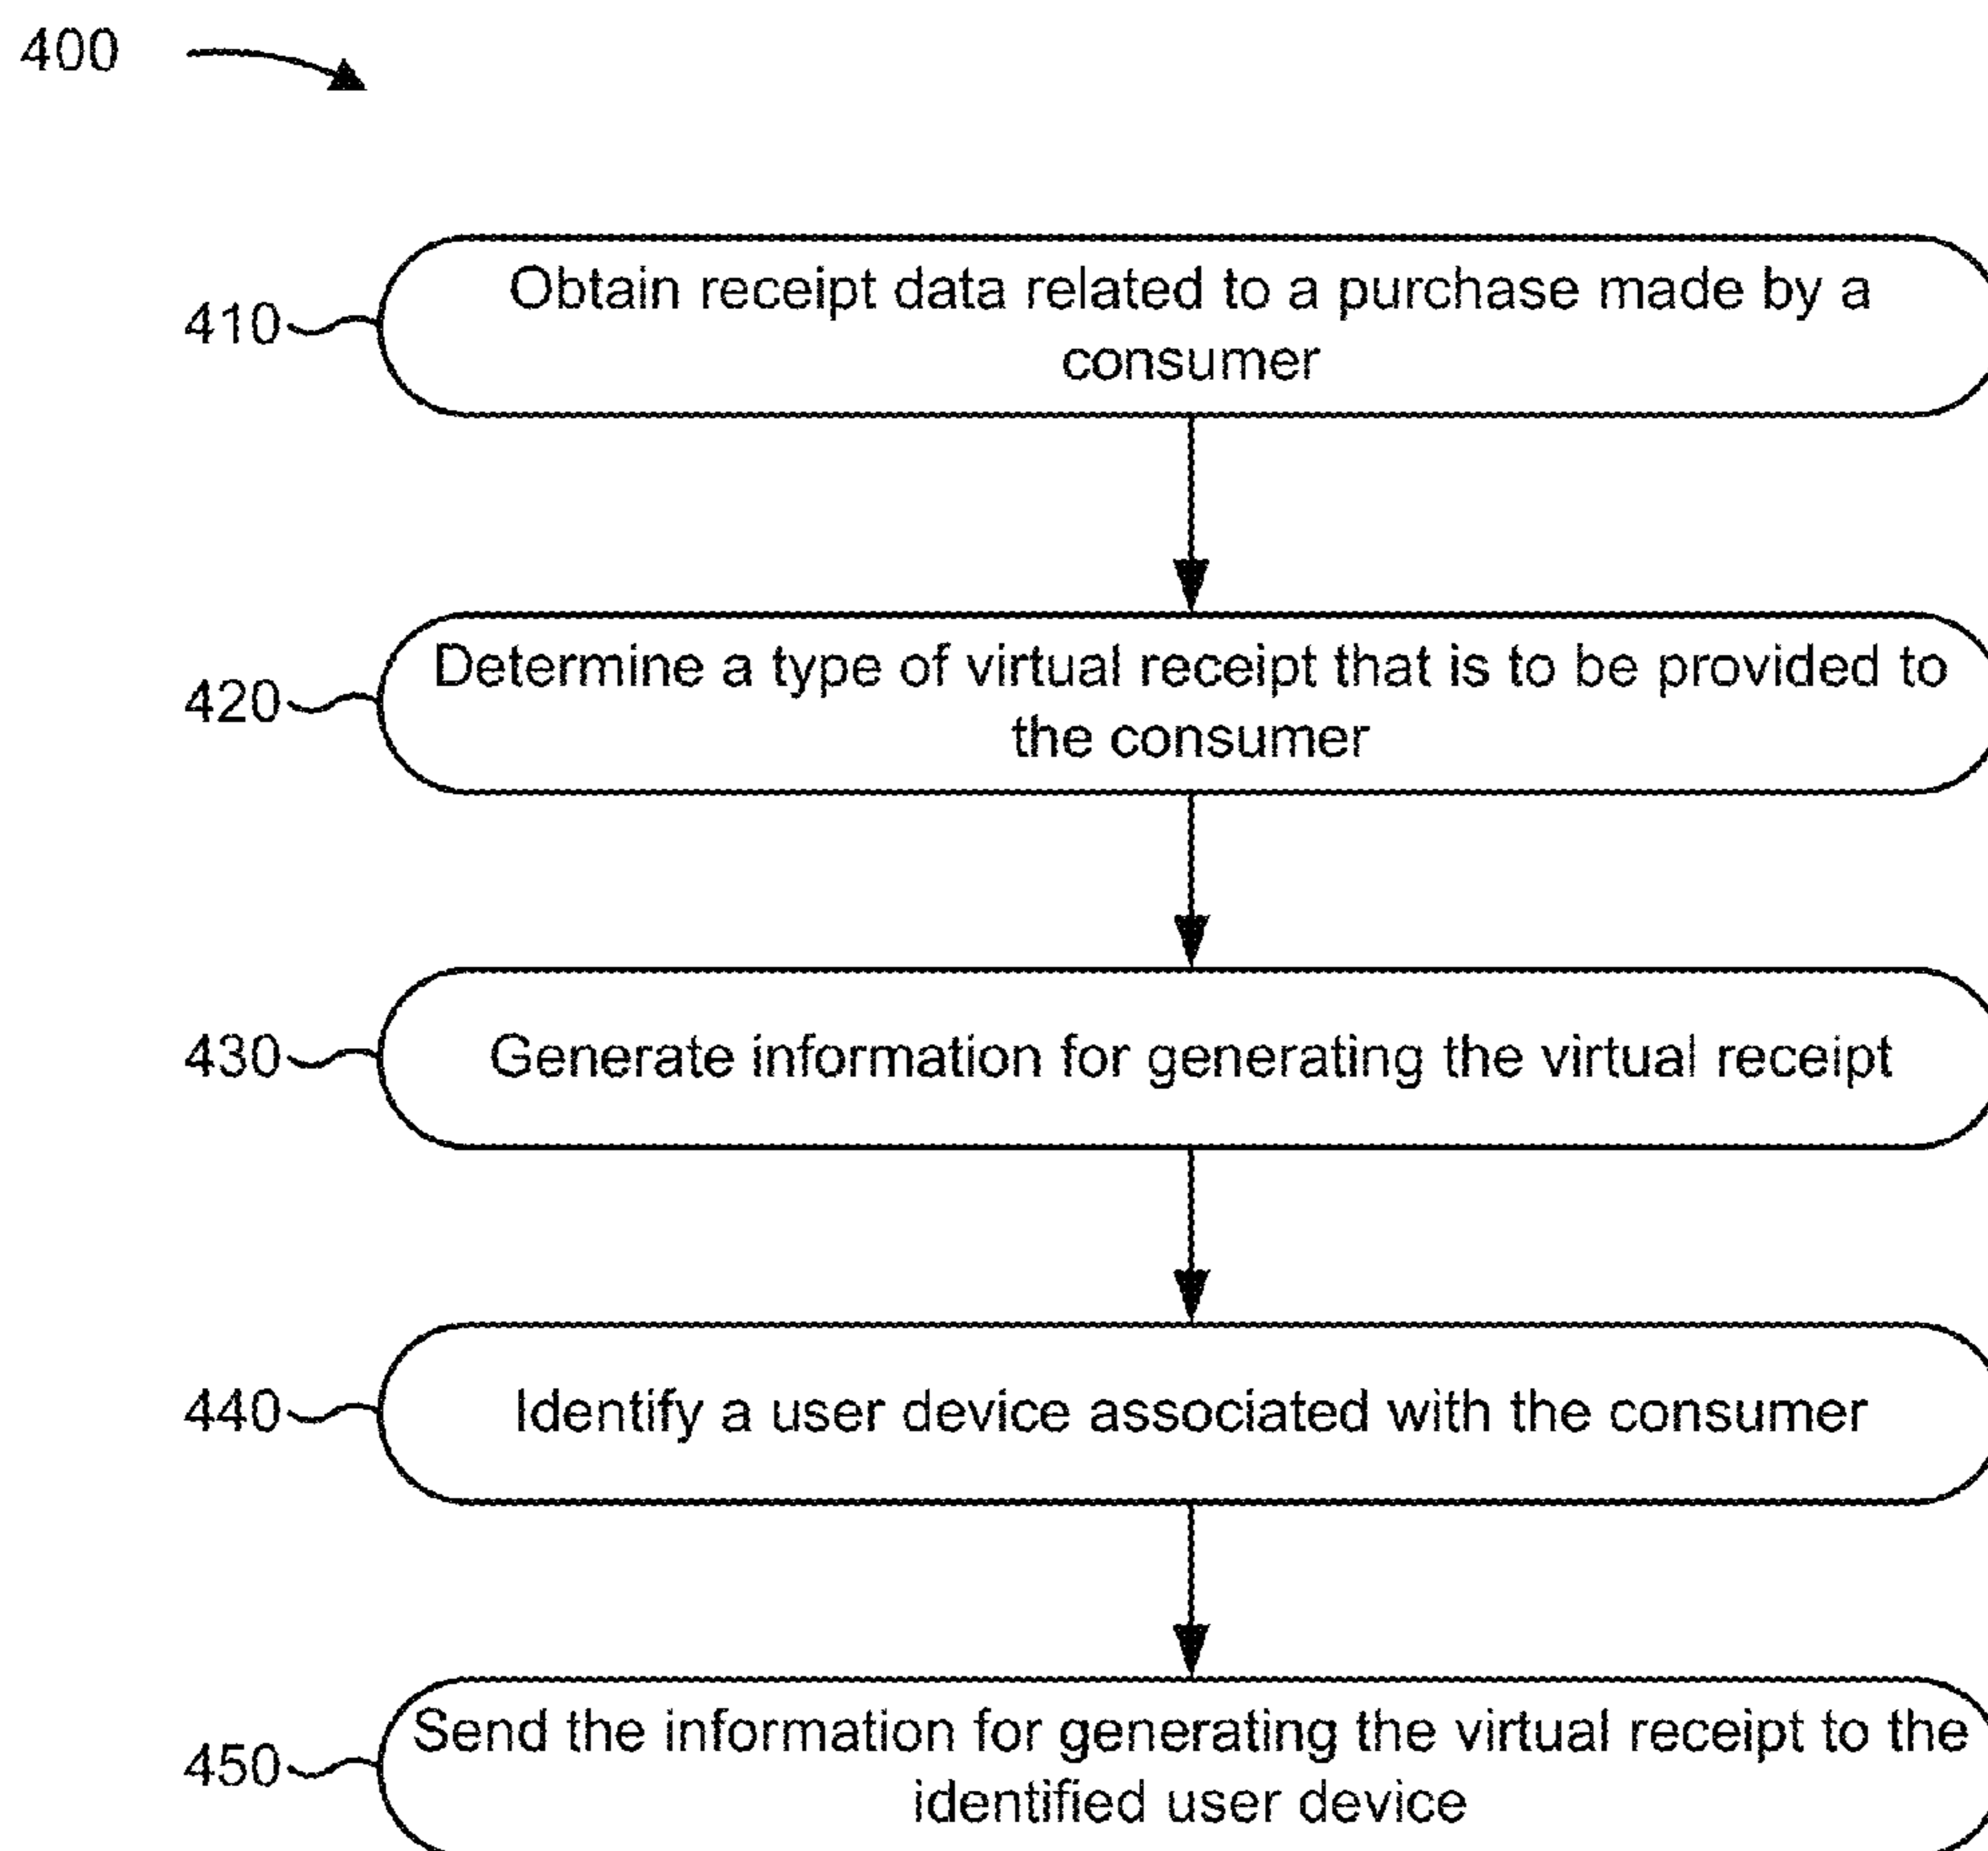 400
410
Obtain receipt data related to a purchase made by a
consumer
420
Determine a type of virtual receipt that is to be provided to
the consumer
430
Generate information for generating the virtual receipt
440
Identify a user device associated with the consumer
450
Send the information for generating the virtual receipt to the
identified user device